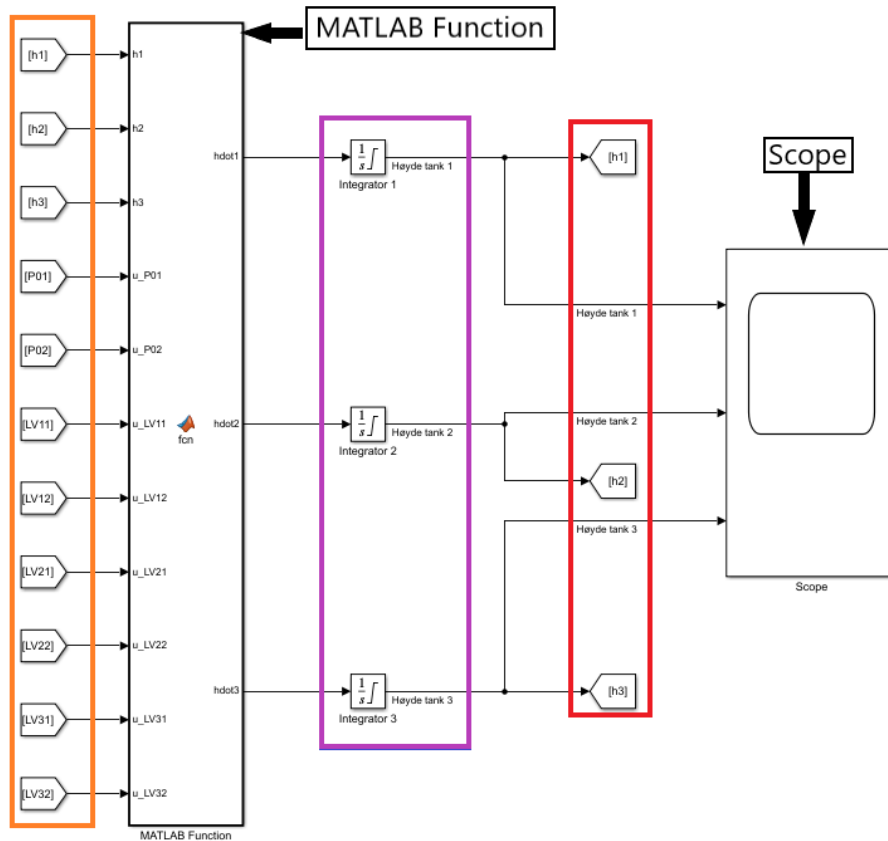 MATLAB Function
[h1]
h1
[h2]
h2
hdot1
1
s
Høyde tank 1
Integrator 1
[h1]
Scope
[h3]
h3
[P01]
u_P01
Høyde tank 1
[P02]
u_P02
[LV11]
u_LV11
fcn
hdot2
1
s
Høyde tank 2
Integrator 2
Høyde tank 2
[h2]
[LV12]
u_LV12
Høyde tank 3
[LV21]
u_LV21
Scope
[LV22]
u_LV22
hdot3
1
s
Høyde tank 3
Integrator 3
[h3]
[LV31]
u_LV31
[LV32]
u_LV32
MATLAB Function